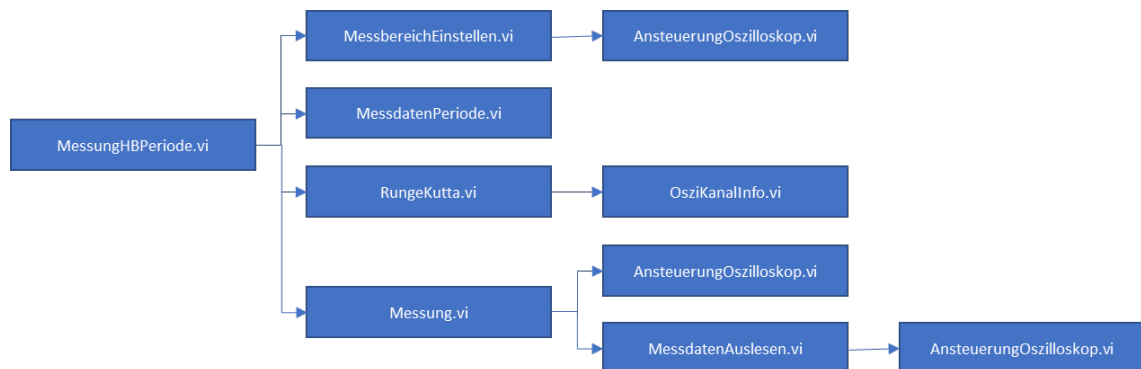 MessbereichEinstellen.vi
AnsteuerungOszilloskop.vi
MessdatenPeriode.vi
MessungHBPeriode.vi
RungeKutta.vi
OsziKanalInfo.vi
AnsteuerungOszilloskop.vi
Messung.vi
MessdatenAuslesen.vi
AnsteuerungOszilloskop.vi